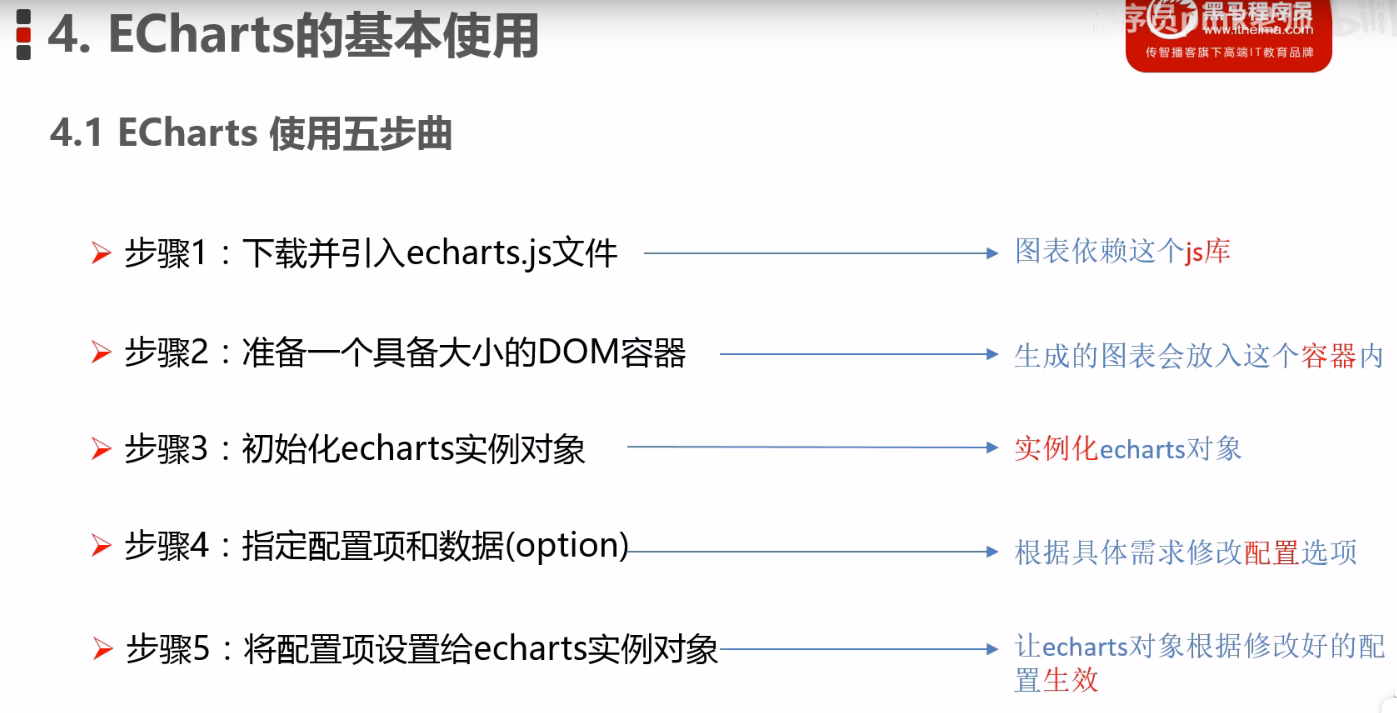 4. ECharts的基本使用
黑马程序员
www.itheima.com
传智播客旗下高端IT教育品牌
4.1 ECharts 使用五步曲
步骤1：下载并引入echarts.js文件
图表依赖这个js库
步骤2：准备一个具备大小的DOM容器
生成的图表会放入这个容器内
步骤3：初始化echarts实例对象
实例化echarts对象
步骤4：指定配置项和数据(option)
根据具体需求修改配置选项
步骤5：将配置项设置给echarts实例对象
让echarts对象根据修改好的配
置生效